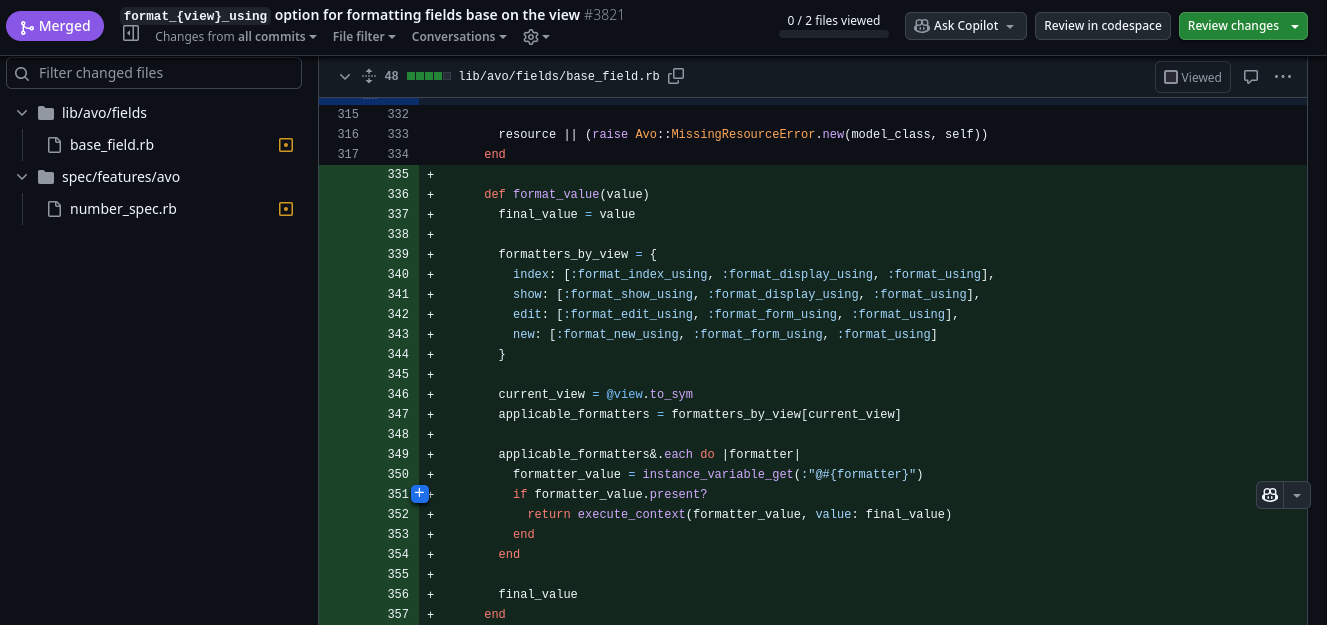 Merged
format_{view}_using option for formatting fields base on the view #3821
Changes from all commits File filter Conversations
0 / 2 files viewed
Ask Copilot
Review in codespace
Review changes
Filter changed files
lib/avo/fields
base_field.rb
spec/features/avo
number_spec.rb
48 lib/avo/fields/base_field.rb
Viewed
315 332
316 333 resource || (raise Avo::MissingResourceError.new(model_class, self))
317 334 end
335 +
336 + def format_value(value)
337 + final_value = value
338 +
339 + formatters_by_view = {
340 + index: [:format_index_using, :format_display_using, :format_using],
341 + show: [:format_show_using, :format_display_using, :format_using],
342 + edit: [:format_edit_using, :format_form_using, :format_using],
343 + new: [:format_new_using, :format_form_using, :format_using]
344 + }
345 +
346 + current_view = @view.to_sym
347 + applicable_formatters = formatters_by_view[current_view]
348 +
349 + applicable_formatters&.each do |formatter|
350 + formatter_value = instance_variable_get(:"@#{formatter}")
351 + if formatter_value.present?
352 + return execute_context(formatter_value, value: final_value)
353 + end
354 + end
355 +
356 + final_value
357 + end